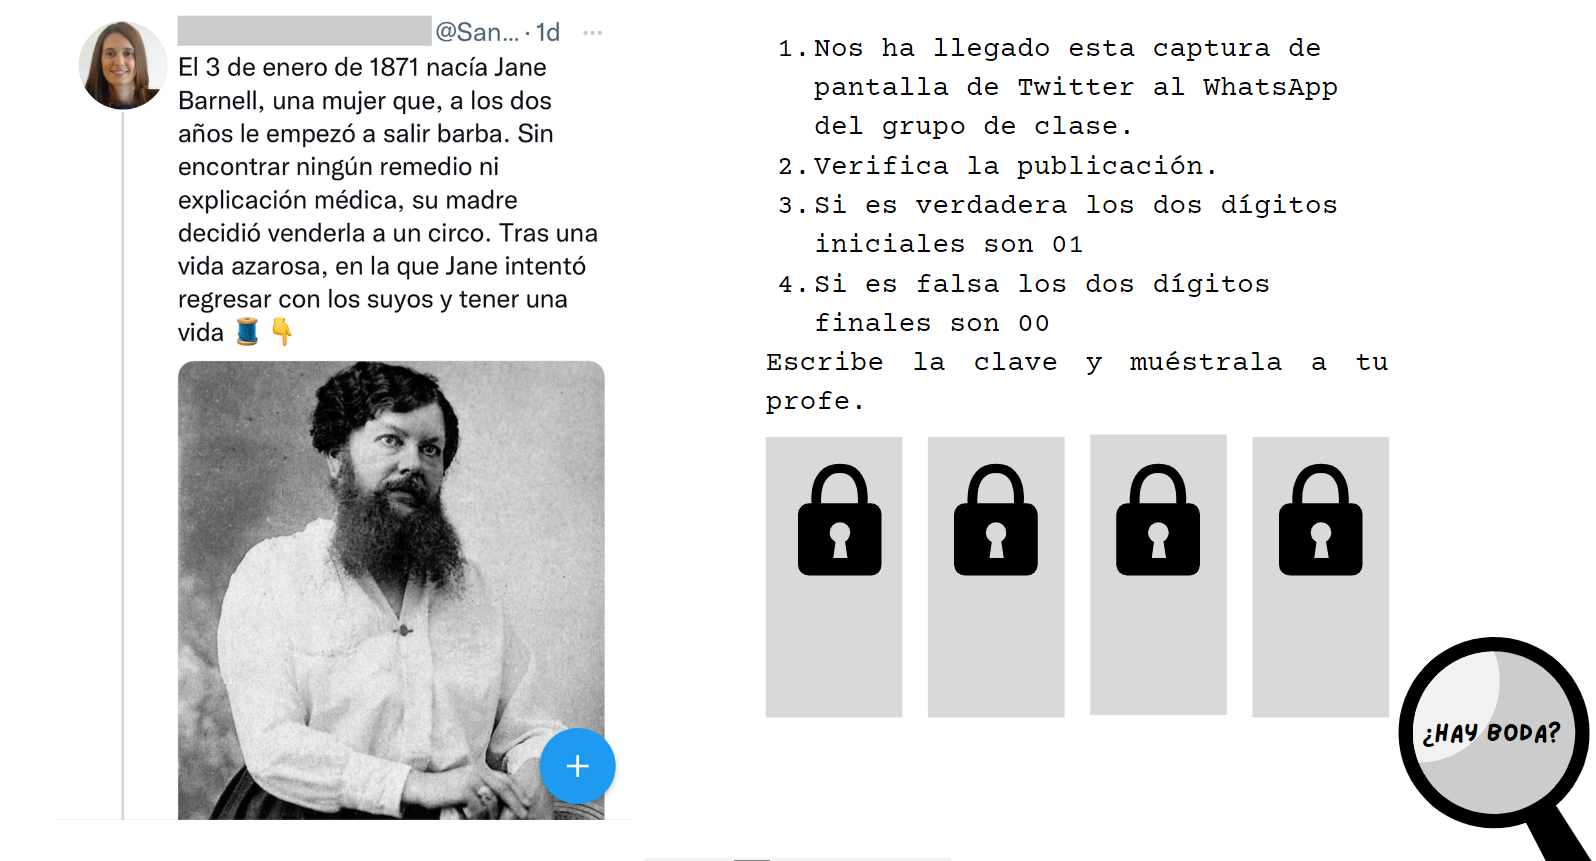 @San... · 1d ...
El 3 de enero de 1871 nacía Jane
Barnell, una mujer que, a los dos
años le empezó a salir barba. Sin
encontrar ningún remedio ni
explicación médica, su madre
decidió venderla a un circo. Tras una
vida azarosa, en la que Jane intentó
regresar con los suyos y tener una
vida 🧵 👇
1. Nos ha llegado esta captura de
pantalla de Twitter al WhatsApp
del grupo de clase.
2. Verifica la publicación.
3. Si es verdadera los dos dígitos
iniciales son 01
4. Si es falsa los dos dígitos
finales son 00
Escribe la clave y muéstrala a tu
profe.
¿HAY BODA?